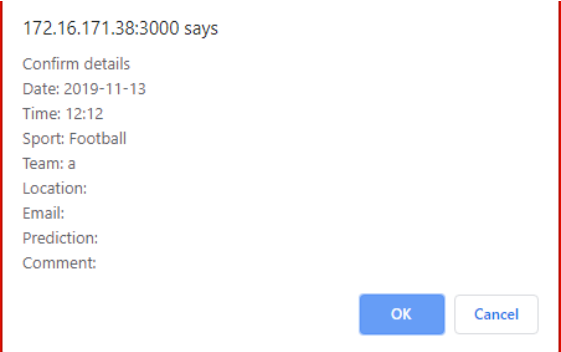 172.16.171.38:3000 says
Confirm details
Date: 2019-11-13
Time: 12:12
Sport: Football
Team: a
Location:
Email:
Prediction:
Comment:
OK
Cancel